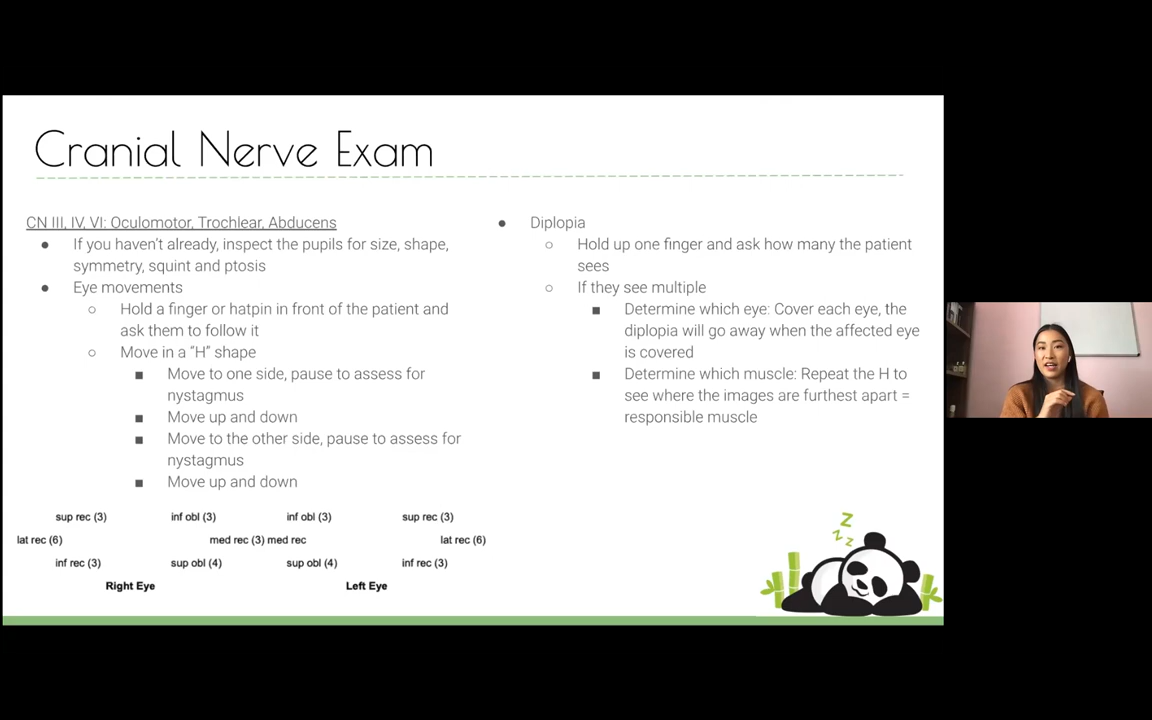 Cranial Nerve Exam
CN III, IV, VI: Oculomotor, Trochlear, Abducens
● If you haven't already, inspect the pupils for size, shape,
symmetry, squint and ptosis
● Eye movements
○ Hold a finger or hatpin in front of the patient and
ask them to follow it
○ Move in a "H" shape
■ Move to one side, pause to assess for
nystagmus
■ Move up and down
■ Move to the other side, pause to assess for
nystagmus
■ Move up and down
● Diplopia
○ Hold up one finger and ask how many the patient
sees
○ If they see multiple
■ Determine which eye: Cover each eye, the
diplopia will go away when the affected eye
is covered
■ Determine which muscle: Repeat the H to
see where the images are furthest apart =
responsible muscle
sup rec (3) inf obl (3) inf obl (3) sup rec (3)
lat rec (6) med rec (3) med rec lat rec (6)
inf rec (3) sup obl (4) sup obl (4) inf rec (3)
Right Eye Left Eye
Z
Z
Z